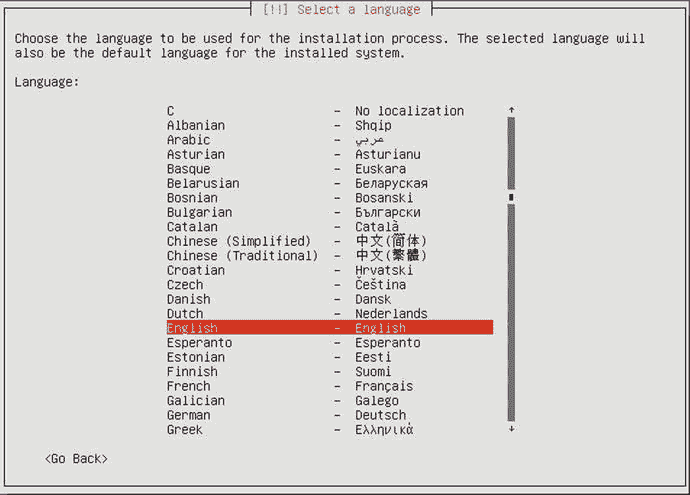 [!!] Select a language
Choose the language to be used for the installation process. The selected language will
also be the default language for the installed system.
Language:
C - No localization ↑
Albanian - Shqip
Arabic - عربي
Asturian - Asturianu
Basque - Euskara
Belarusian - Беларуская
Bosnian - Bosanski
Bulgarian - Български
Catalan - Català
Chinese (Simplified) - 中文(简体)
Chinese (Traditional) - 中文(繁體)
Croatian - Hrvatski
Czech - Čeština
Danish - Dansk
Dutch - Nederlands
English - English
Esperanto - Esperanto
Estonian - Eesti
Finnish - Suomi
French - Français
Galician - Galego
German - Deutsch
Greek - Ελληνικά ↓
<Go Back>